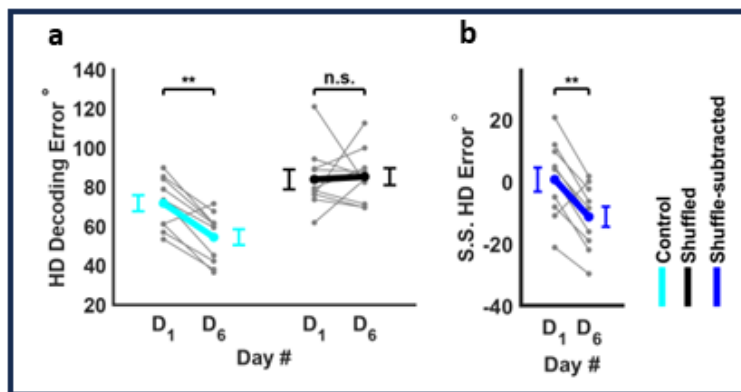 a
HD Decoding Error°
140
120
100
80
60
40
20
**
n.s.
D1
D6
D1
D6
Day #
b
S.S. HD Error°
20
0
-20
-40
**
D1
D6
Day #
Control
Shuffled
Shuffle-subtracted